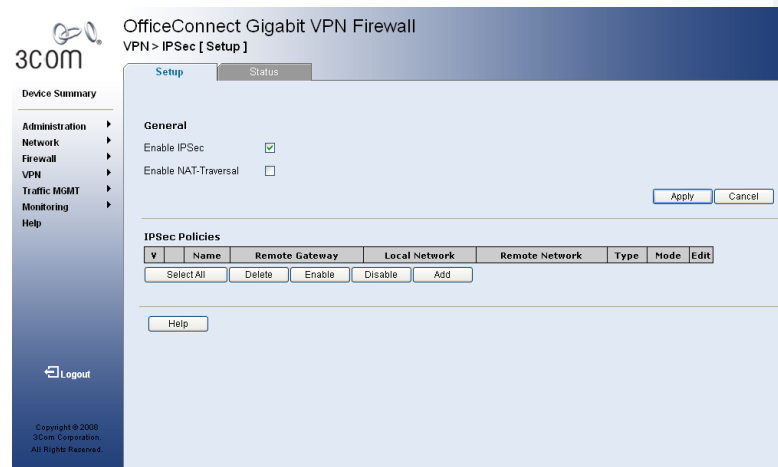 OfficeConnect Gigabit VPN Firewall
VPN > IPSec [ Setup ]
3COM
Setup Status
Device Summary
Administration
Network
Firewall
VPN
Traffic MGMT
Monitoring
Help
General
Enable IPSec
Enable NAT-Traversal
Apply Cancel
IPSec Policies
V Name Remote Gateway Local Network Remote Network Type Mode Edit
Select All Delete Enable Disable Add
Help
Logout
Copyright © 2008
3Com Corporation.
All Rights Reserved.